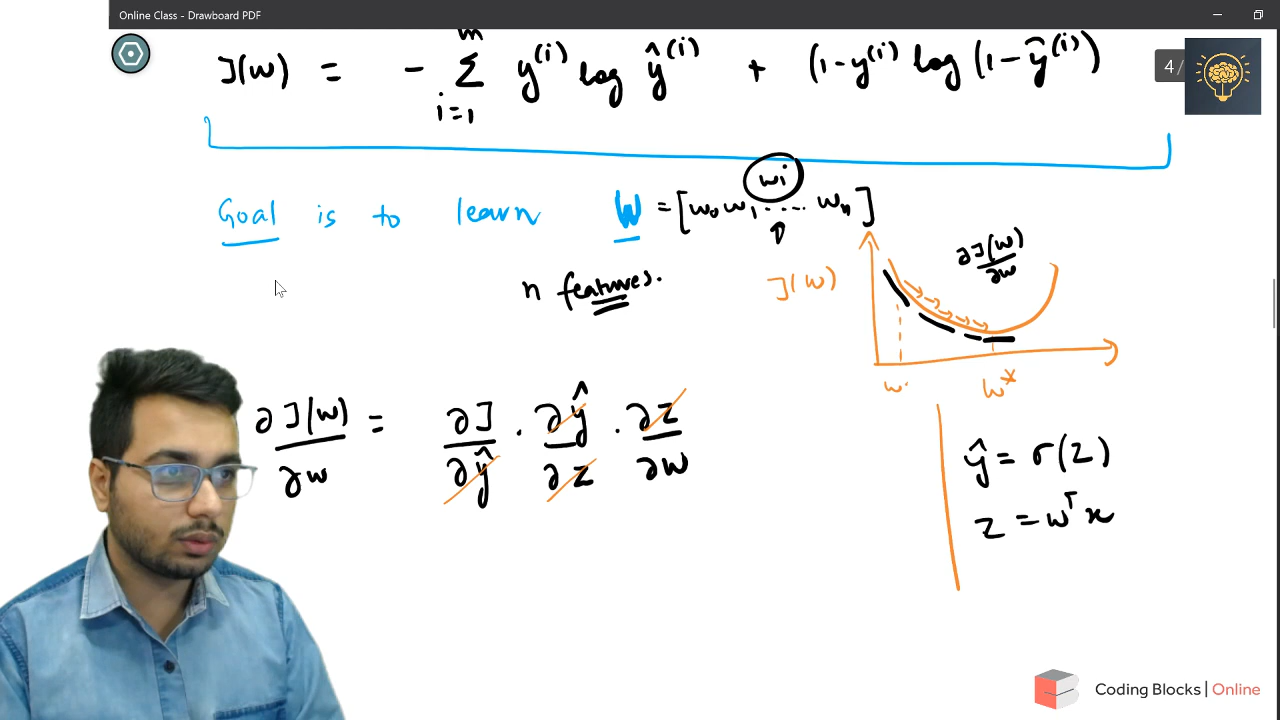 Online Class - Drawboard PDF
4/
J(w) = - m Σ i=1 y^(i) log ŷ^(i) + (1-y^(i) log (1-ŷ^(i))
Goal is to learn W = [w₀ w₁ .... wₙ]
wi
n features.
J(w)
∂J(w)/∂w
w*
∂J(w)/∂w = ∂J/∂ŷ · ∂ŷ/∂z · ∂z/∂w
ŷ = σ(z)
z = wᵀx
Coding Blocks | Online